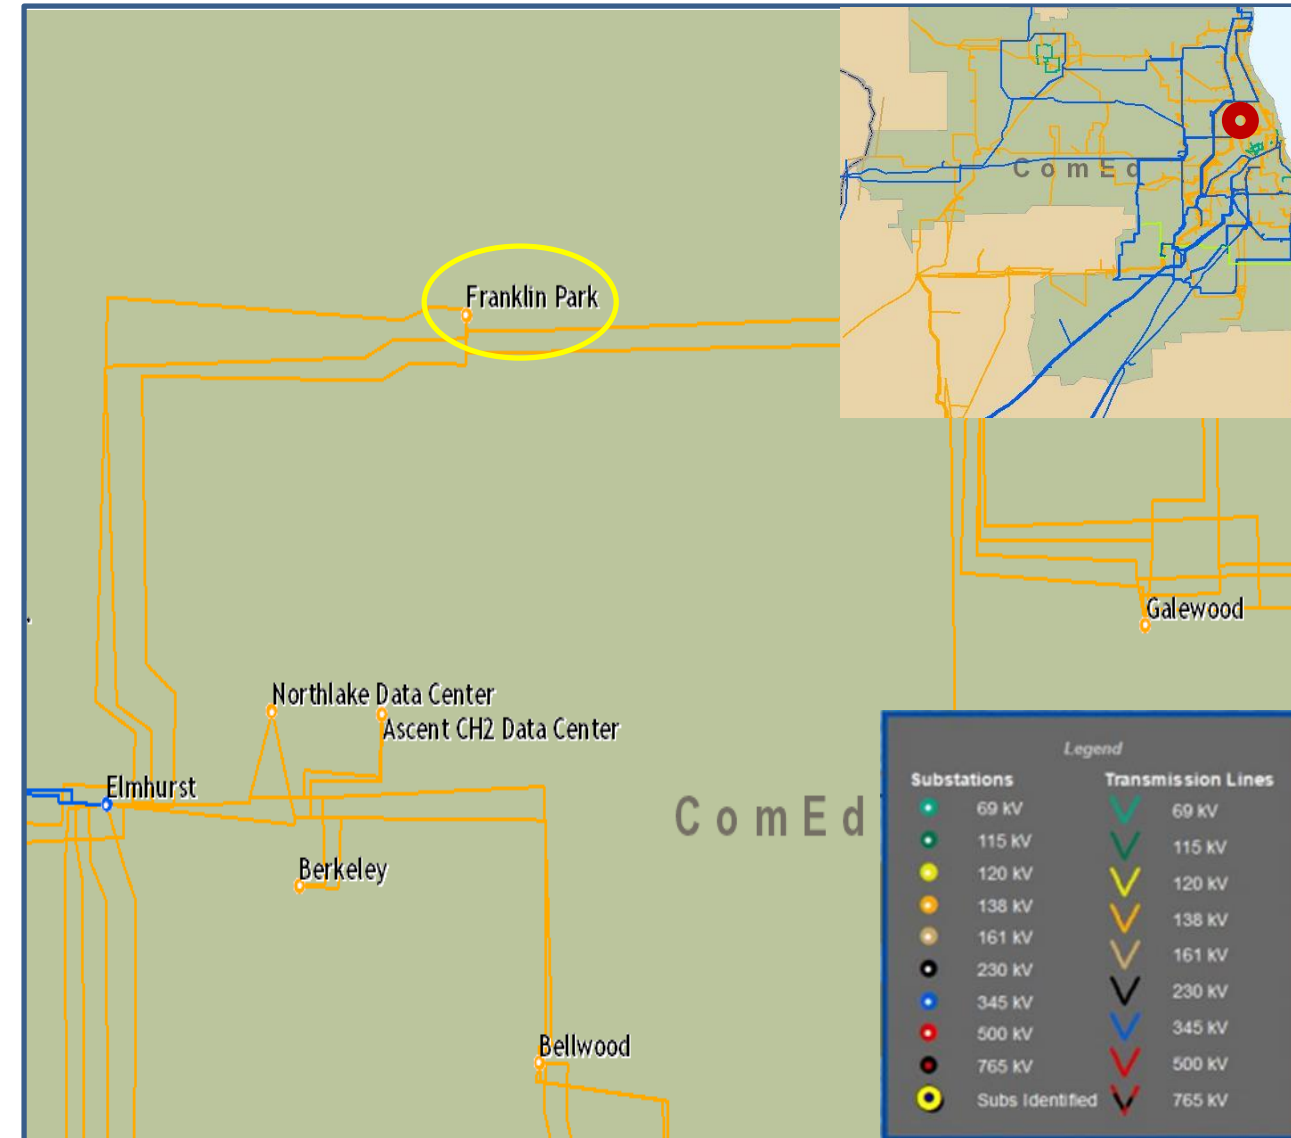 ComEd
Franklin Park
Galewood
Northlake Data Center
Ascent CH2 Data Center
Elmhurst
ComEd
Berkeley
Bellwood
Legend
Substations Transmission Lines
69 kV 69 kV
115 kV 115 kV
120 kV 120 kV
138 kV 138 kV
161 kV 161 kV
230 kV 230 kV
345 kV 345 kV
500 kV 500 kV
765 kV
Subs Identified 765 kV